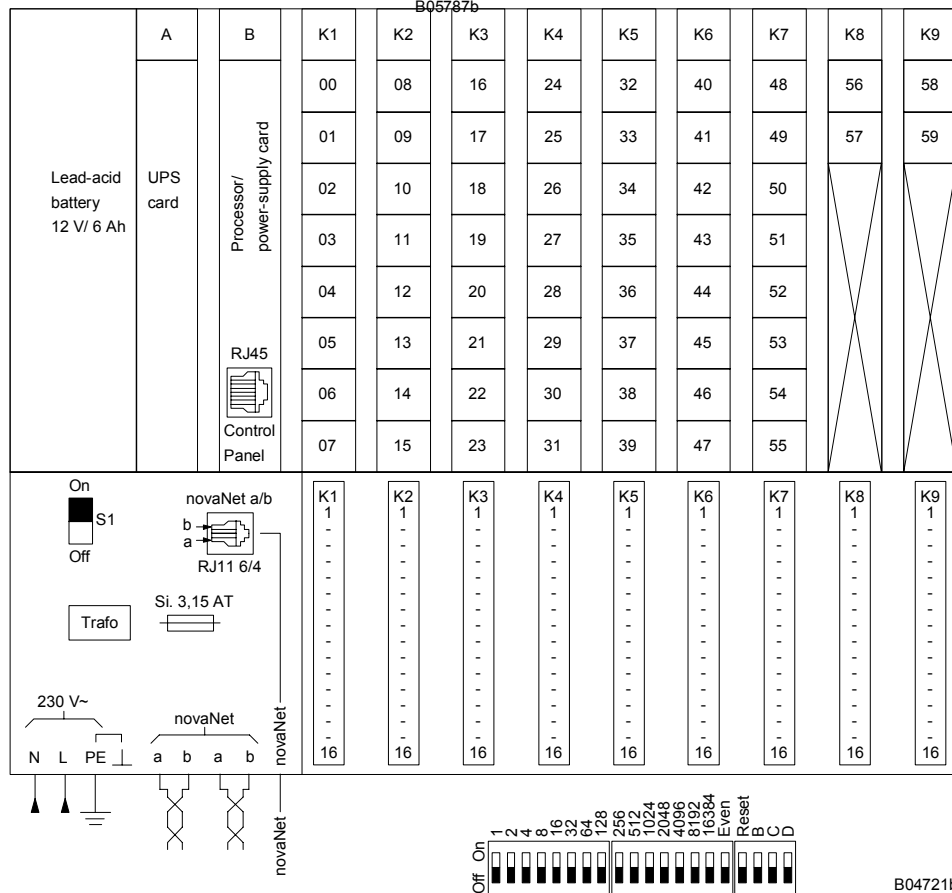 B05787b
A B K1 K2 K3 K4 K5 K6 K7 K8 K9
00 08 16 24 32 40 48 56 58
01 09 17 25 33 41 49 57 59
02 10 18 26 34 42 50
03 11 19 27 35 43 51
04 12 20 28 36 44 52
05 13 21 29 37 45 53
06 14 22 30 38 46 54
07 15 23 31 39 47 55
Lead-acid
battery
12 V/ 6 Ah
UPS
card
Processor/
power-supply card
RJ45
Control
Panel
On
S1
Off
novaNet a/b
b
a
RJ11 6/4
Trafo
Si. 3,15 AT
230 V~
N L PE
novaNet
a b a b
novaNet
novaNet
K1 K2 K3 K4 K5 K6 K7 K8 K9
1 1 1 1 1 1 1 1 1
- - - - - - - - -
- - - - - - - - -
- - - - - - - - -
- - - - - - - - -
- - - - - - - - -
- - - - - - - - -
- - - - - - - - -
- - - - - - - - -
- - - - - - - - -
- - - - - - - - -
- - - - - - - - -
- - - - - - - - -
- - - - - - - - -
- - - - - - - - -
16 16 16 16 16 16 16 16 16
Off On
1 2 4 8 16 32 64 128 256 512 1024 2048 4096 8192 16384 Even Reset B C D
B04721